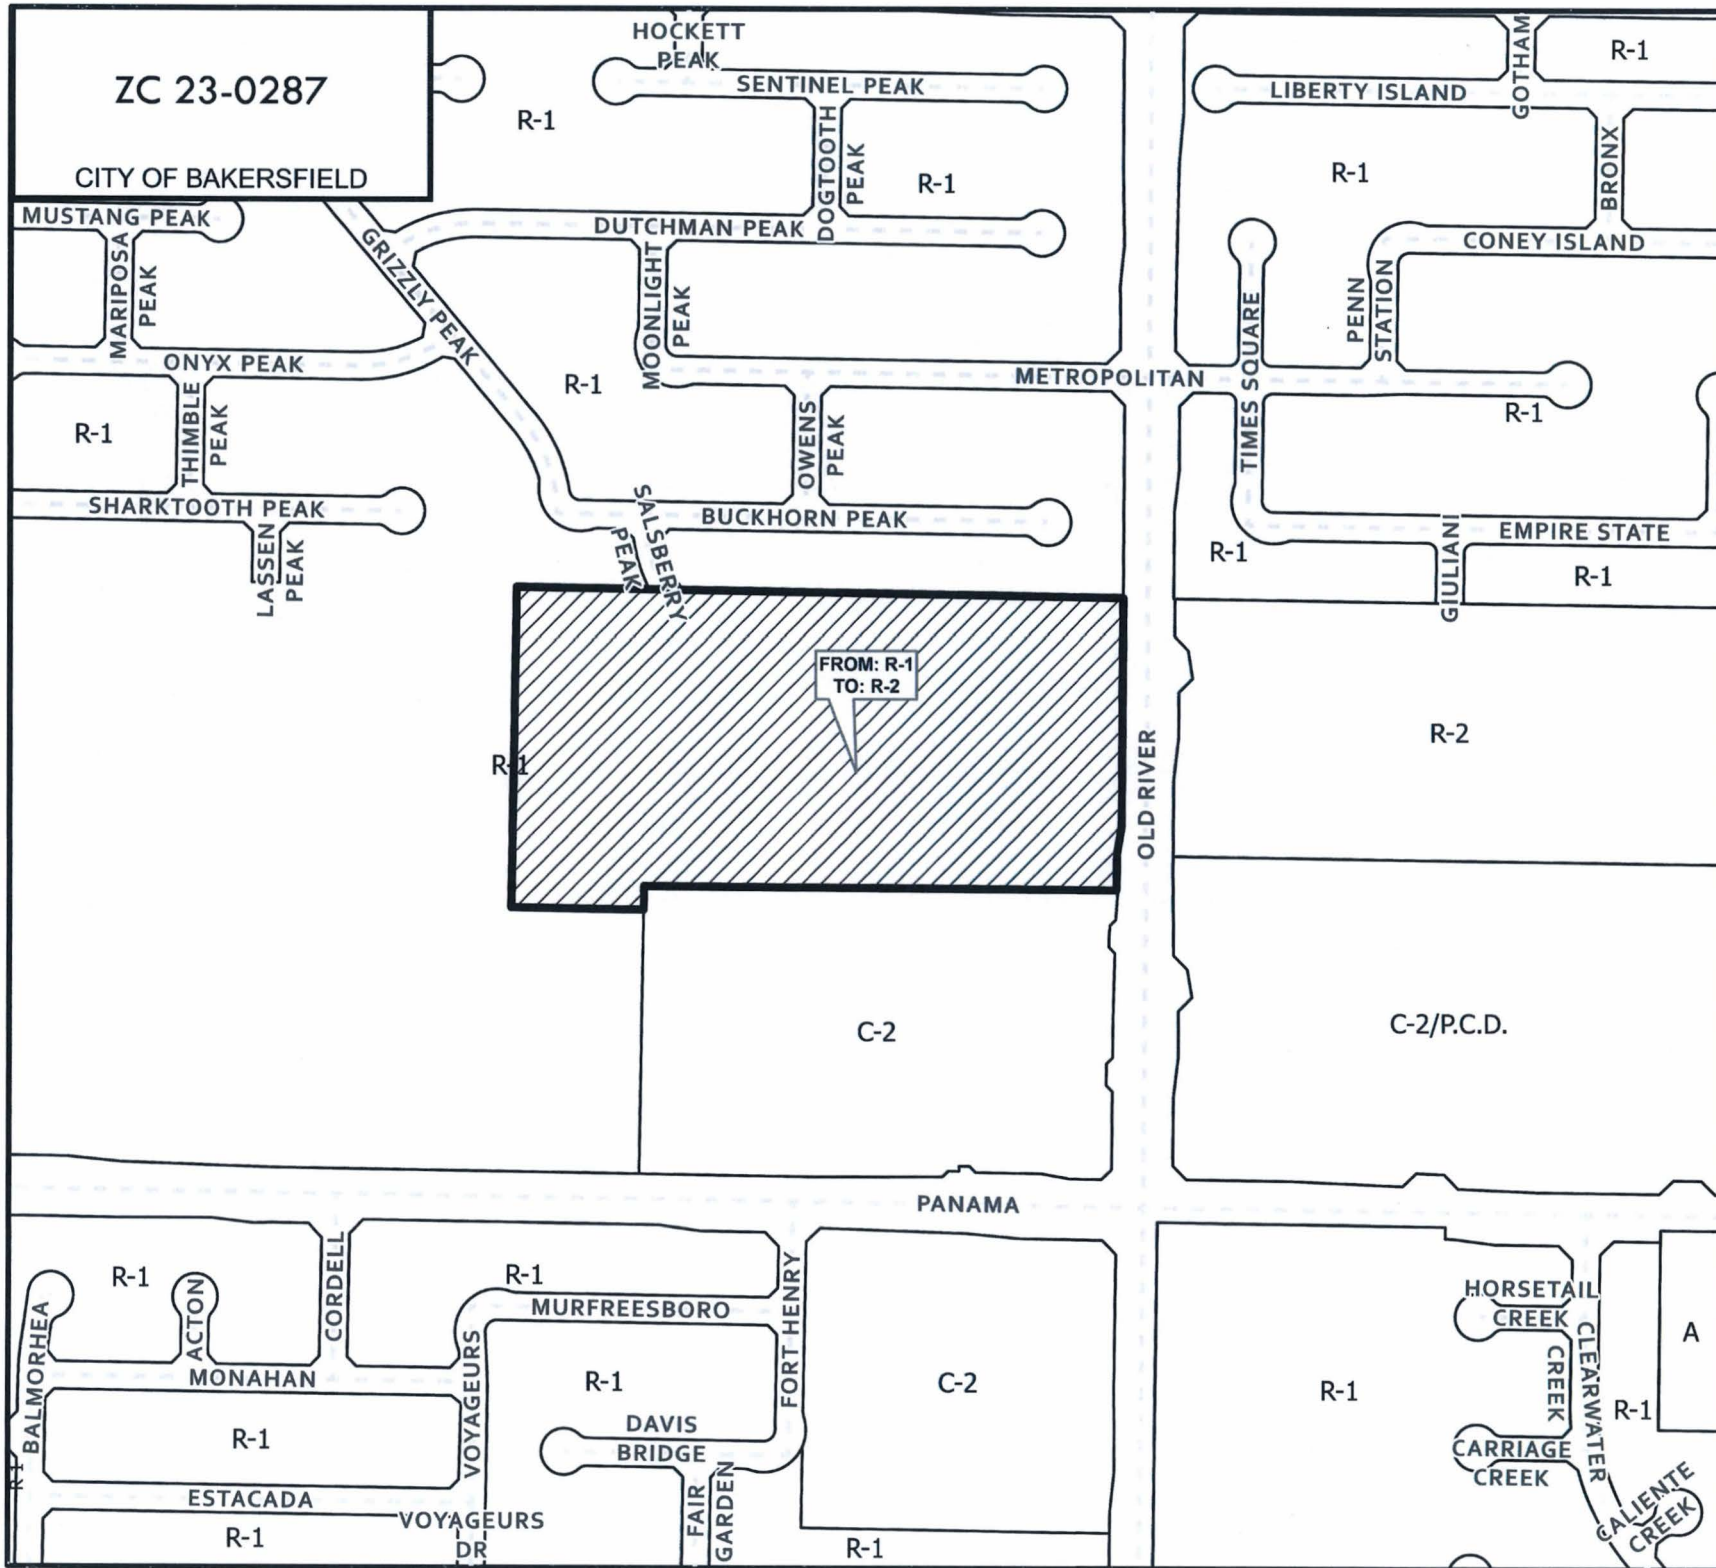 ZC 23-0287
CITY OF BAKERSFIELD
HOCKETT
PEAK
SENTINEL PEAK
R-1
DOGTOOTH
PEAK
R-1
LIBERTY ISLAND
GOTHAM
R-1
R-1
BRONX
MUSTANG PEAK
MARIPOSA
PEAK
GRIZZLY PEAK
DUTCHMAN PEAK
MOONLIGHT
PEAK
CONEY ISLAND
PENN
STATION
TIMES SQUARE
ONYX PEAK
R-1
METROPOLITAN
R-1
R-1
THIMBLE
PEAK
OWENS
PEAK
SHARKTOOTH PEAK
LASSEN
PEAK
SALSBERRY
PEAK
BUCKHORN PEAK
R-1
EMPIRE STATE
GIULIANI
R-1
FROM: R-1
TO: R-2
R-1
OLD RIVER
R-2
C-2
C-2/P.C.D.
PANAMA
R-1
BALMORHEA
ACTON
CORDELL
R-1
MURFREESBORO
FORT HENRY
MONAHAN
VOYAGEURS
R-1
C-2
R-1
HORSETAIL
CREEK
CLEARWATER
CREEK
A
R-1
R-1
R-1
DAVIS
BRIDGE
CARRIAGE
CREEK
FAIR
GARDEN
ESTACADA
R-1
VOYAGEURS
DR
R-1
CALIENTE
CREEK